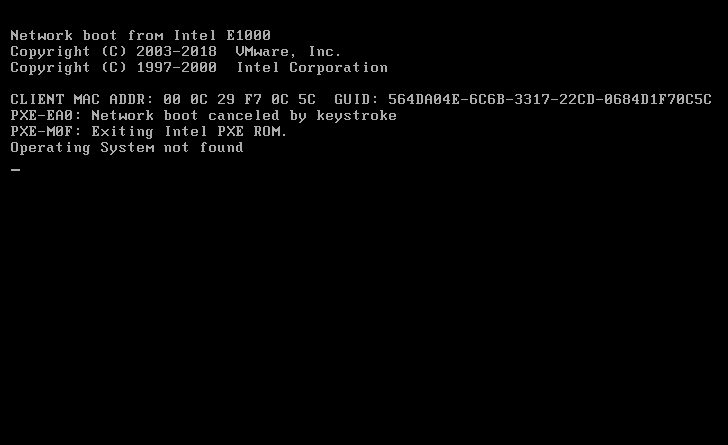 Network boot from Intel E1000
Copyright (C) 2003-2018  VMware, Inc.
Copyright (C) 1997-2000  Intel Corporation
CLIENT MAC ADDR: 00 0C 29 F7 0C 5C  GUID: 564DA04E-6C6B-3317-22CD-0684D1F70C5C
PXE-EA0: Network boot canceled by keystroke
PXE-M0F: Exiting Intel PXE ROM.
Operating System not found